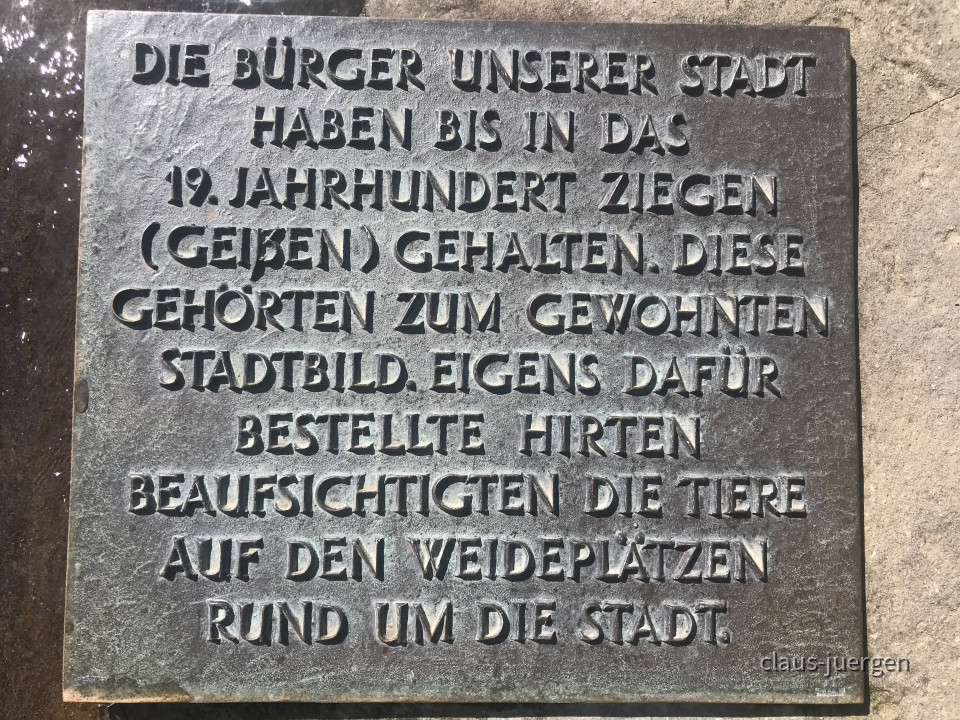 DIE BÜRGER UNSERER STADT
HABEN BIS IN DAS
19. JAHRHUNDERT ZIEGEN
(GEIßEN) GEHALTEN. DIESE
GEHÖRTEN ZUM GEWOHNTEN
STADTBILD. EIGENS DAFÜR
BESTELLTE HIRTEN
BEAUFSICHTIGTEN DIE TIERE
AUF DEN WEIDEPLÄTZEN
RUND UM DIE STADT.
claus-juergen